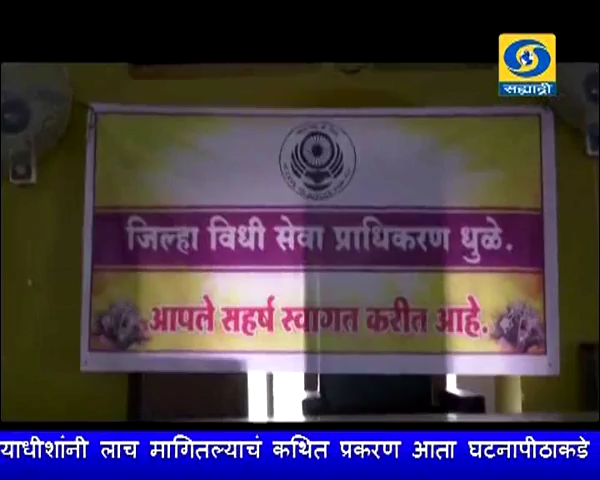 सह्याद्री
जिल्हा विधी सेवा प्राधिकरण धुळे.
आपले सहर्ष स्वागत करीत आहे.
याधीशांनी लाच मागितल्याचं कथित प्रकरण आता घटनापीठाकडे